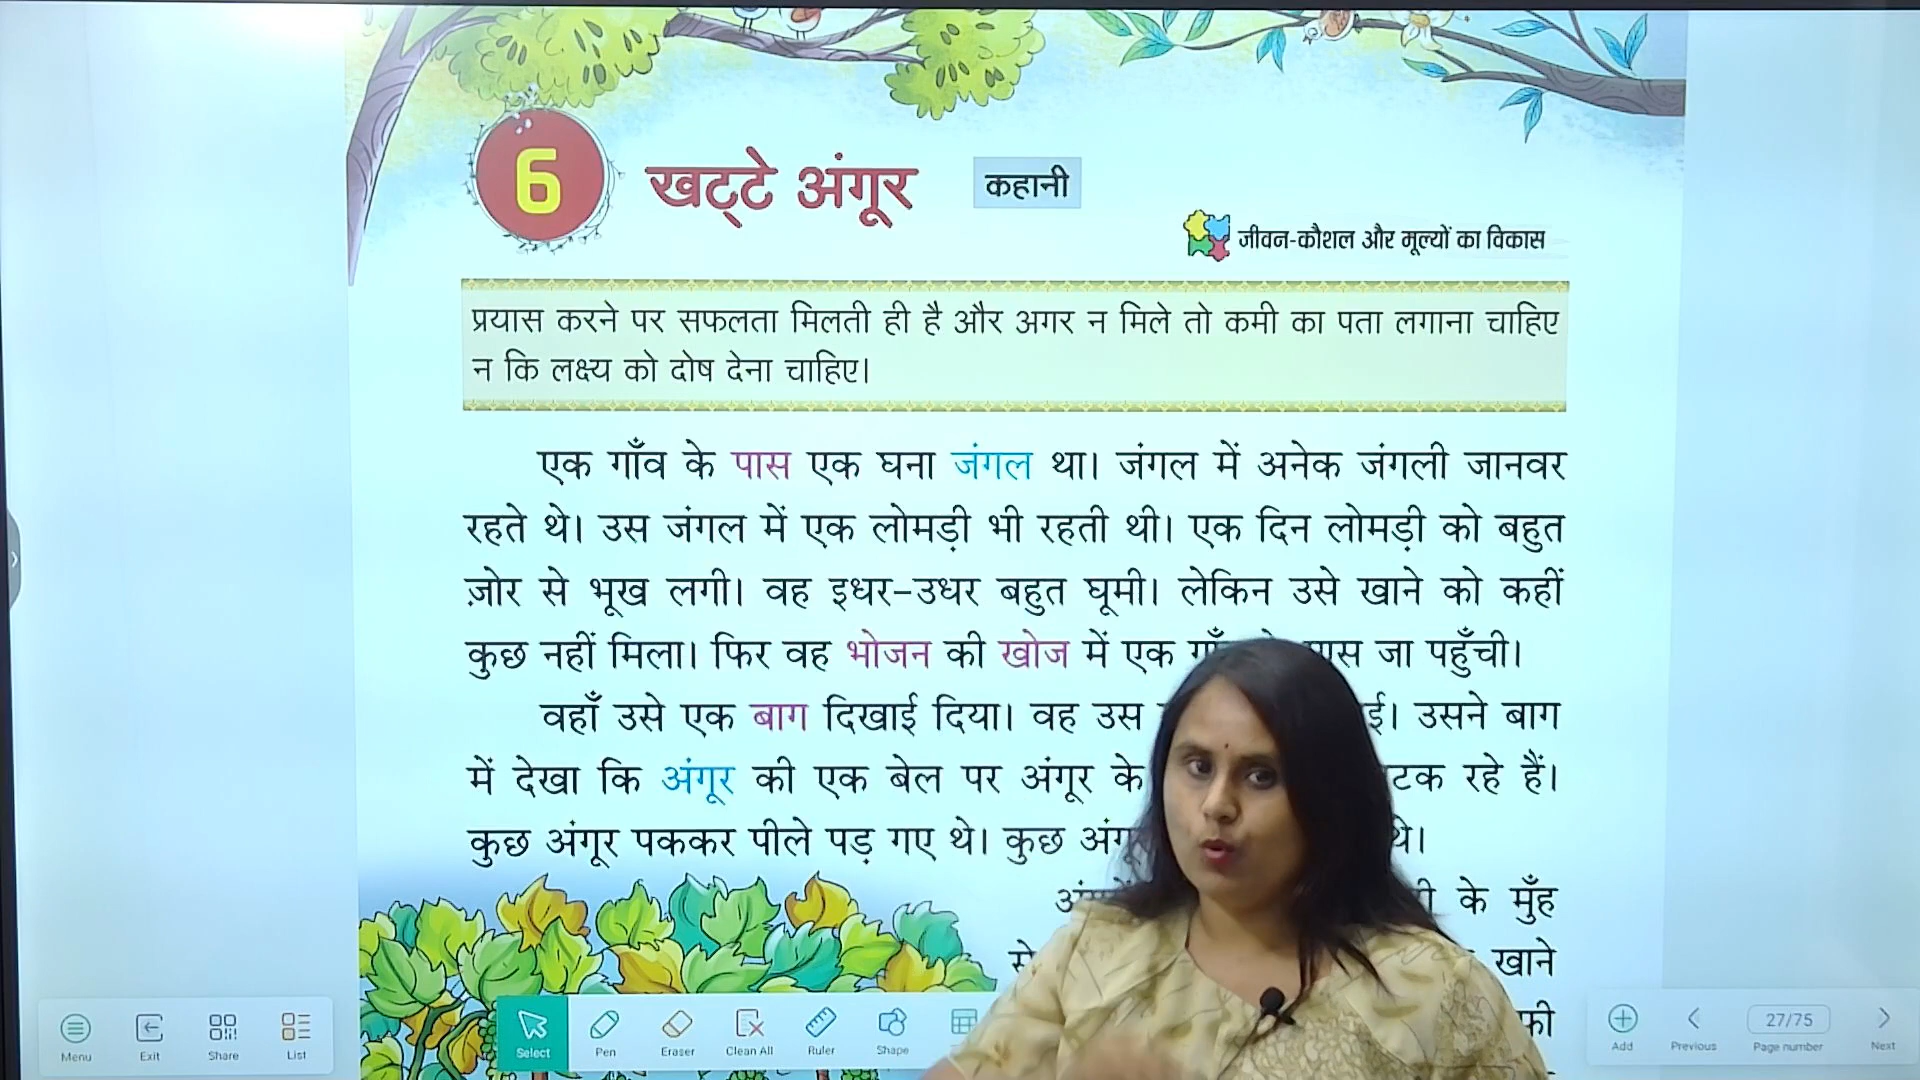 6 खट्टे अंगूर कहानी
जीवन-कौशल और मूल्यों का विकास
प्रयास करने पर सफलता मिलती ही है और अगर न मिले तो कमी का पता लगाना चाहिए
न कि लक्ष्य को दोष देना चाहिए।
एक गाँव के पास एक घना जंगल था। जंगल में अनेक जंगली जानवर
रहते थे। उस जंगल में एक लोमड़ी भी रहती थी। एक दिन लोमड़ी को बहुत
ज़ोर से भूख लगी। वह इधर-उधर बहुत घूमी। लेकिन उसे खाने को कहीं
कुछ नहीं मिला। फिर वह भोजन की खोज में एक जा पहुँची।
वहाँ उसे एक बाग दिखाई दिया। वह उस उसने बाग
में देखा कि अंगूर की एक बेल पर अंगूर के रहे हैं।
कुछ अंगूर पककर पीले पड़ गए थे। कुछ थे।
के मुँह
से खाने
Menu Exit Share List Select Pen Eraser Clean All Ruler Shape Add Previous 27/75 Page number Next